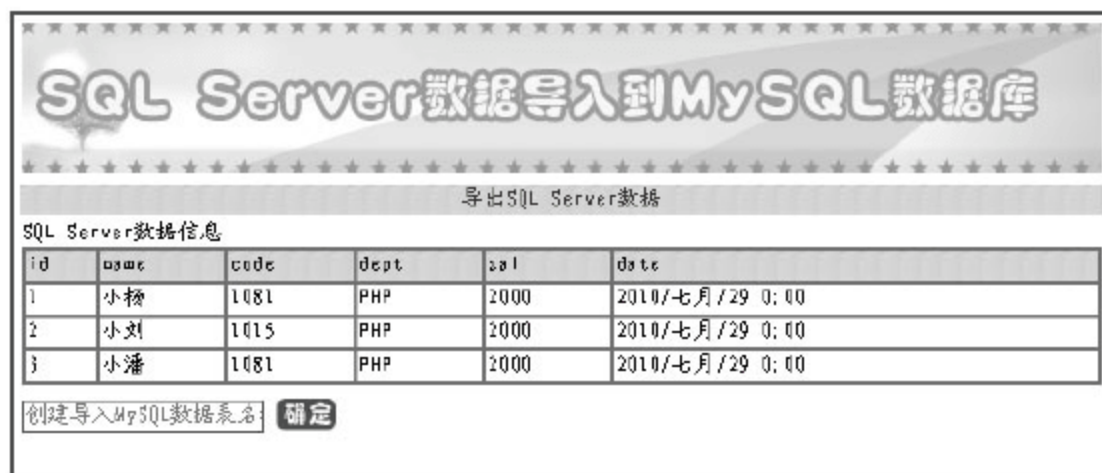 SQL Server数据导入到MySQL数据库
导出SQL Server数据
SQL Server数据信息
id name code dept sal date
1 小杨 1081 PHP 2000 2010/七月/29 0:00
2 小刘 1015 PHP 2000 2010/七月/29 0:00
3 小潘 1081 PHP 2000 2010/七月/29 0:00
创建导入MySQL数据表名 确定